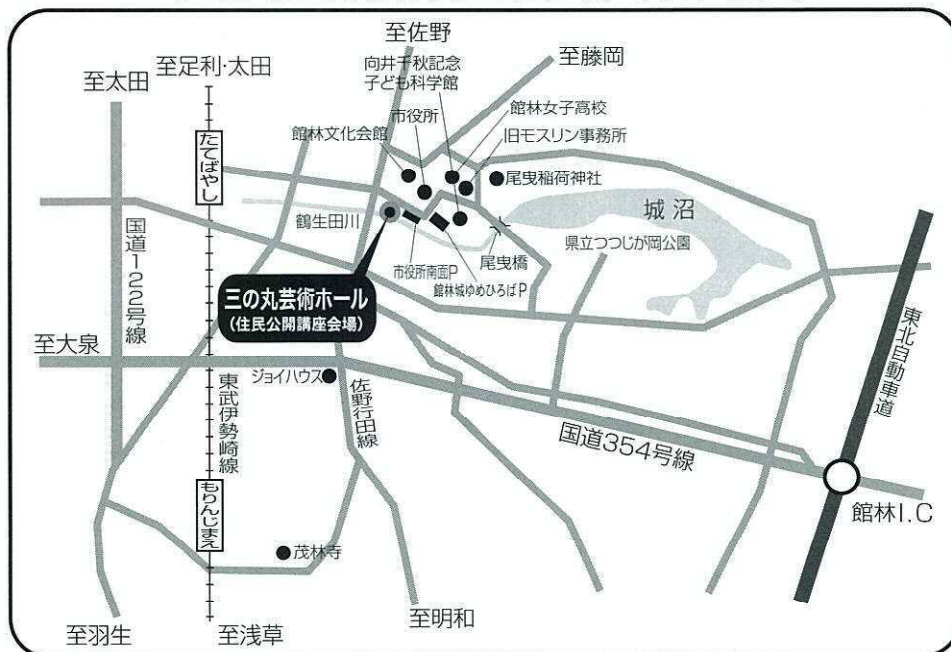 至佐野
向井千秋記念
子ども科学館
至藤岡
至足利・太田
至太田
市役所
館林女子高校
旧モスリン事務所
館林文化会館
たてばやし
尾曳稲荷神社
城沼
国道122号線
鶴生田川
県立つつじが岡公園
市役所南面P
尾曳橋
館林城ゆめひろばP
三の丸芸術ホール
(住民公開講座会場)
東北自動車道
至大泉
ジョイハウス
東武伊勢崎線
佐野行田線
国道354号線
もりんじまえ
館林I.C
茂林寺
至明和
至羽生
至浅草